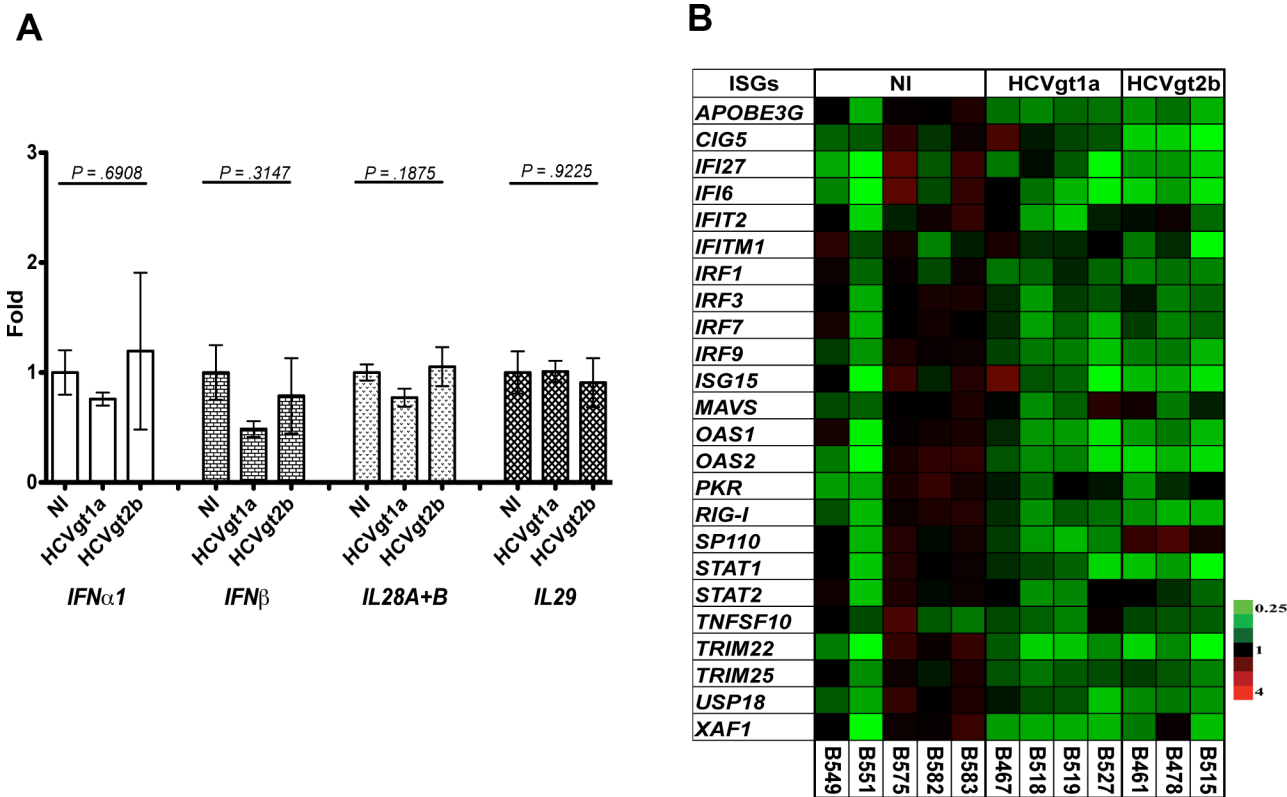 A
B
3
2
1
0
Fold
P = .6908
P = .3147
P = .1875
P = .9225
NI
HCVgt1a
HCVgt2b
NI
HCVgt1a
HCVgt2b
NI
HCVgt1a
HCVgt2b
NI
HCVgt1a
HCVgt2b
IFNα1
IFNβ
IL28A+B
IL29
ISGs NI HCVgt1a HCVgt2b
APOBE3G
CIG5
IFI27
IFI6
IFIT2
IFITM1
IRF1
IRF3
IRF7
IRF9
ISG15
MAVS
OAS1
OAS2
PKR
RIG-I
SP110
STAT1
STAT2
TNFSF10
TRIM22
TRIM25
USP18
XAF1
B549 B551 B575 B582 B583 B467 B518 B519 B527 B461 B478 B515
0.25
1
4